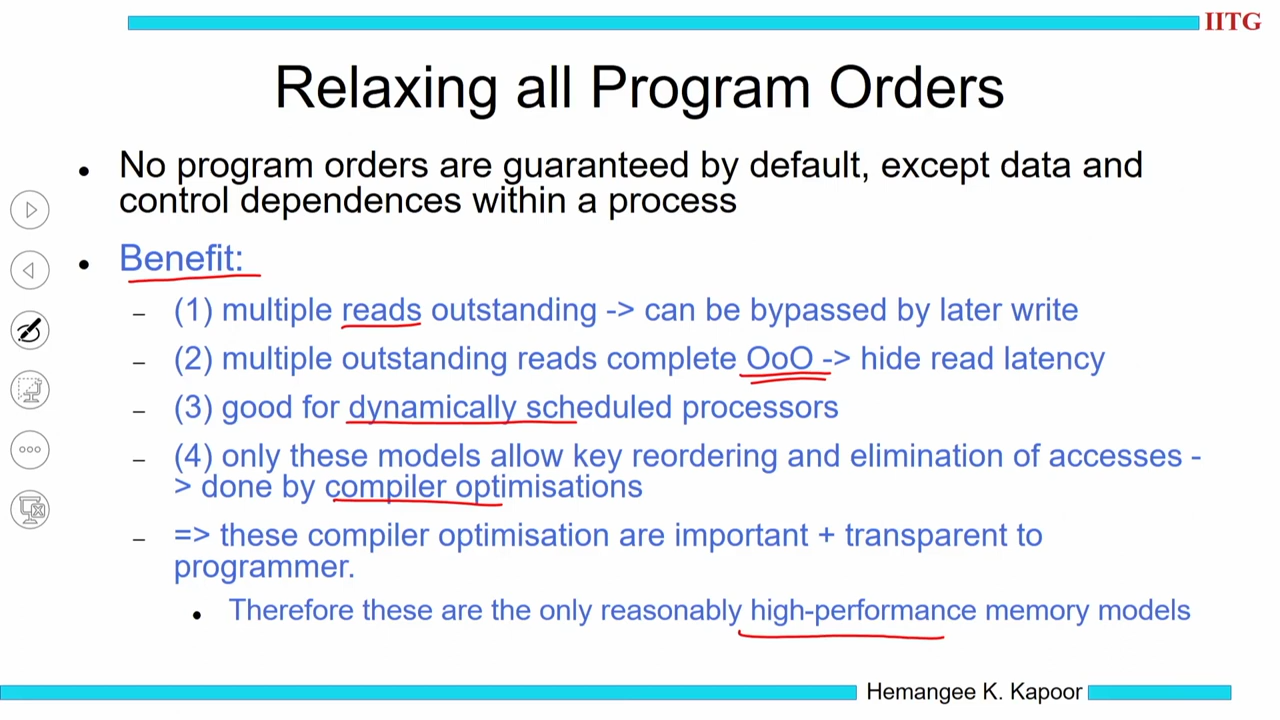 IITG
Relaxing all Program Orders
• No program orders are guaranteed by default, except data and
control dependences within a process
• Benefit:
– (1) multiple reads outstanding -> can be bypassed by later write
– (2) multiple outstanding reads complete OoO -> hide read latency
– (3) good for dynamically scheduled processors
– (4) only these models allow key reordering and elimination of accesses -
> done by compiler optimisations
– => these compiler optimisation are important + transparent to
programmer.
• Therefore these are the only reasonably high-performance memory models
Hemangee K. Kapoor